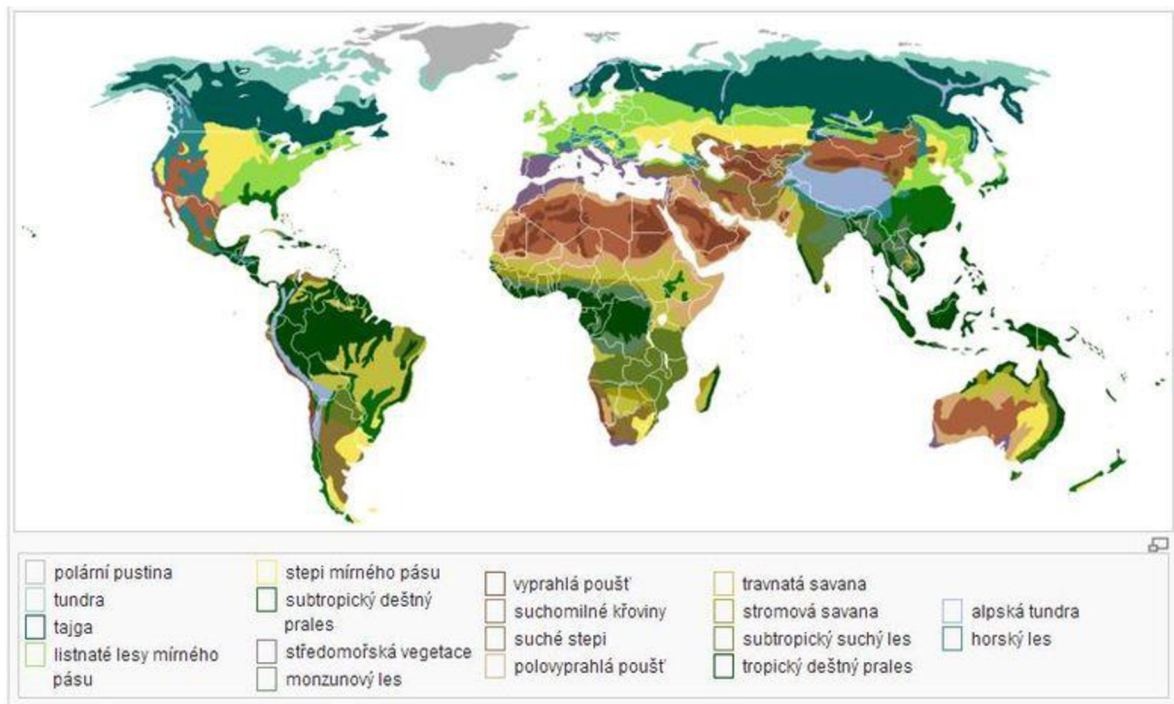 polární pustina
tundra
tajga
listnaté lesy mírného
pásu
stepi mírného pásu
subtropický deštný
prales
středomořská vegetace
monzunový les
vyprahlá poušť
suchomilné křoviny
suché stepi
polovyprahlá poušť
travnatá savana
stromová savana
subtropický suchý les
tropický deštný prales
alpská tundra
horský les